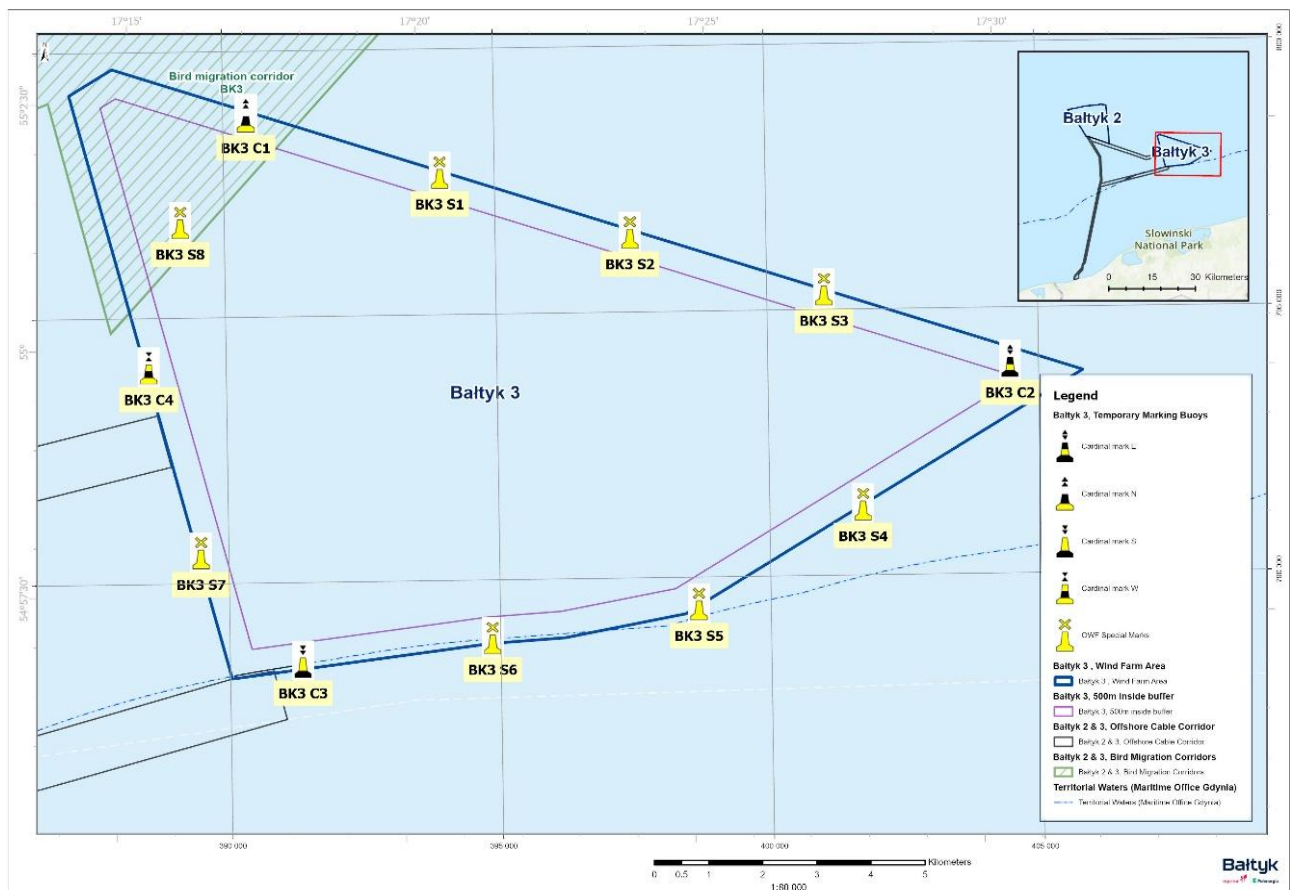 17°15'
17°20'
17°25'
17°30'
Bird migration corridor
BK3
55°2'30"
BK3 C1
BK3 S1
BK3 S8
BK3 S2
BK3 S3
55°
BK3 C4
Bałtyk 3
BK3 C2
BK3 S4
BK3 S7
54°57'30"
BK3 S5
BK3 S6
BK3 C3
Bałtyk 2
Bałtyk 3
Slowinski
National Park
0 15 30 Kilometers
Legend
Bałtyk 3, Temporary Marking Buoys
Cardinal mark E
Cardinal mark N
Cardinal mark S
Cardinal mark W
OWF Special Marks
Bałtyk 3 , Wind Farm Area
Bałtyk 3 , Wind Farm Area
Bałtyk 3, 500m inside buffer
Bałtyk 3, 500m inside buffer
Bałtyk 2 & 3, Offshore Cable Corridor
Bałtyk 2 & 3, Offshore Cable Corridor
Bałtyk 2 & 3, Bird Migration Corridors
Bałtyk 2 & 3, Bird Migration Corridors
Territorial Waters (Maritime Office Gdynia)
Territorial Waters (Maritime Office Gdynia)
390 000
395 000
400 000
405 000
Kilometers
0 0.5 1 2 3 4 5
1:80 000
Bałtyk